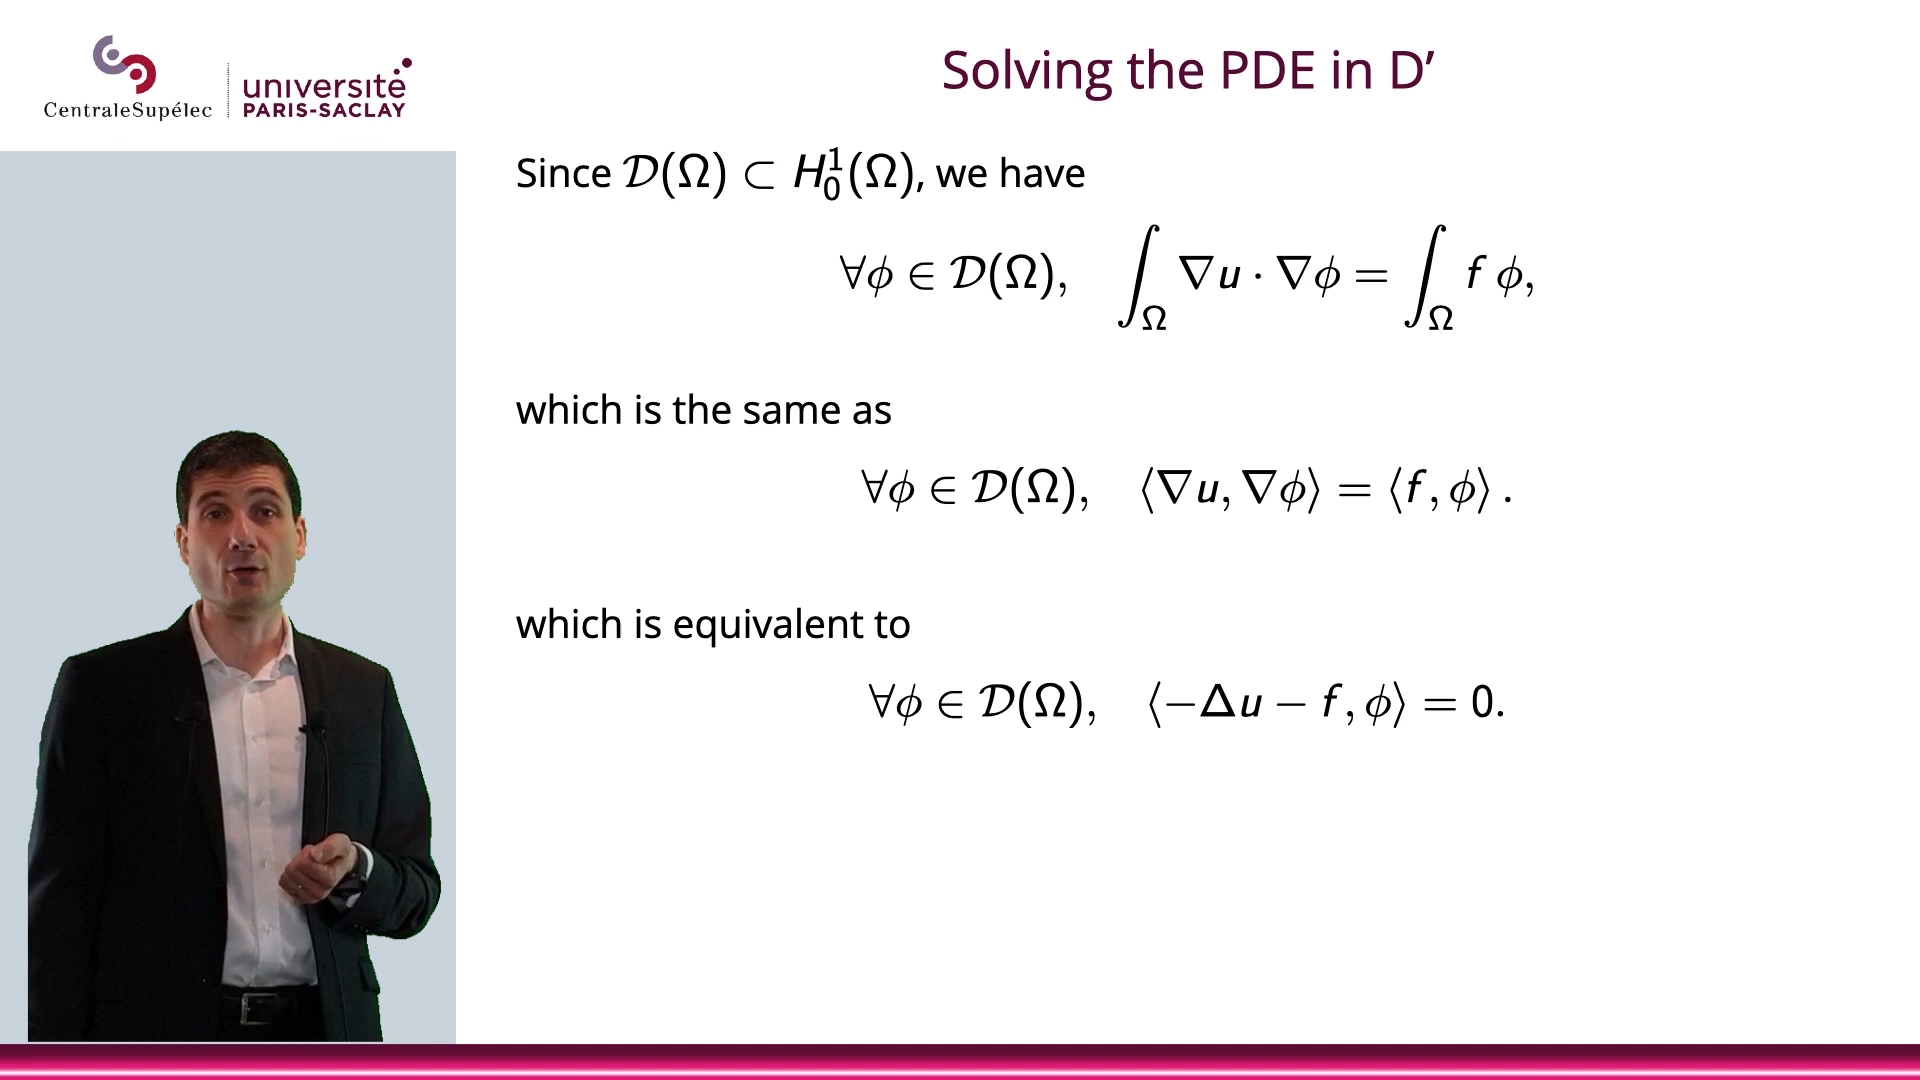 CentraleSupélec
université
PARIS-SACLAY
Solving the PDE in D’
Since 𝒟(Ω) ⊂ H₀¹(Ω), we have
∀ϕ ∈ 𝒟(Ω), ∫_Ω ∇u · ∇ϕ = ∫_Ω f ϕ,
which is the same as
∀ϕ ∈ 𝒟(Ω), ⟨∇u, ∇ϕ⟩ = ⟨f, ϕ⟩ .
which is equivalent to
∀ϕ ∈ 𝒟(Ω), ⟨−Δu − f, ϕ⟩ = 0.